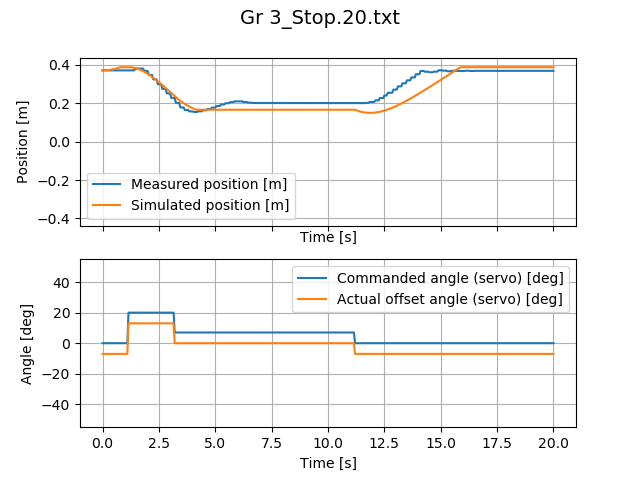 Gr 3_Stop.20.txt
0.4
0.2
0.0
−0.2
−0.4
Position [m]
Measured position [m]
Simulated position [m]
Time [s]
40
20
0
−20
−40
Angle [deg]
Commanded angle (servo) [deg]
Actual offset angle (servo) [deg]
0.0 2.5 5.0 7.5 10.0 12.5 15.0 17.5 20.0
Time [s]